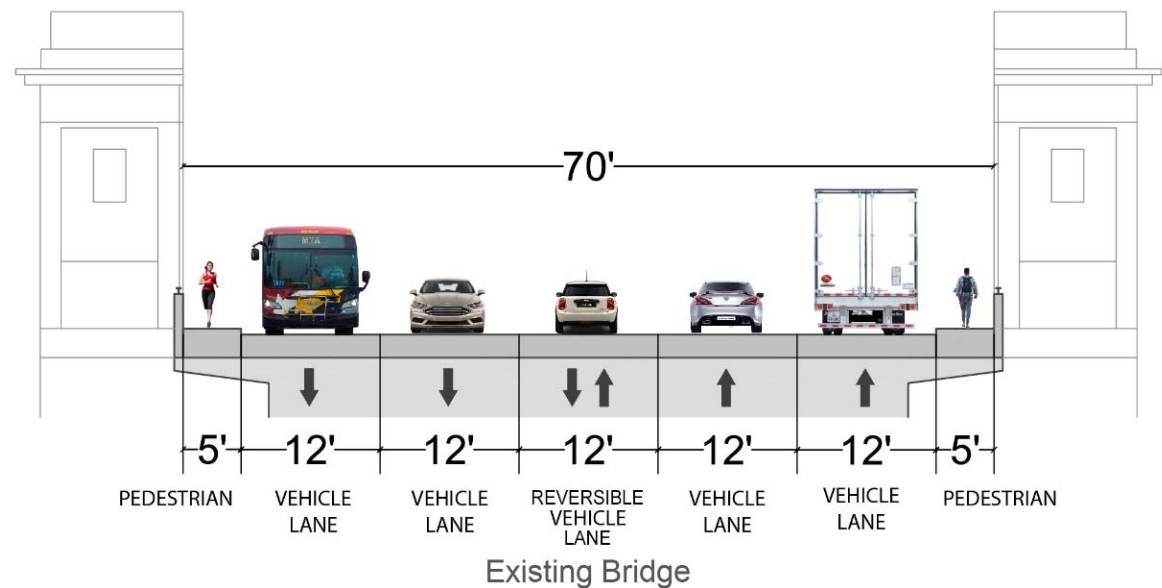 70'
MTA
5' 12' 12' 12' 12' 12' 5'
PEDESTRIAN
VEHICLE
LANE
VEHICLE
LANE
REVERSIBLE
VEHICLE
LANE
VEHICLE
LANE
VEHICLE
LANE
PEDESTRIAN
Existing Bridge